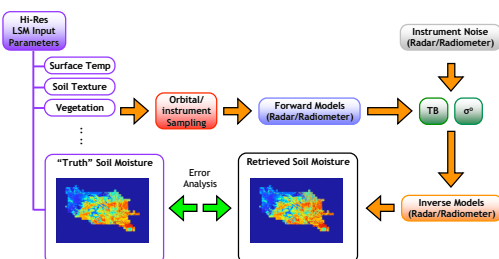 Hi-Res
LSM Input
Parameters
Surface Temp
Soil Texture
Vegetation
Orbital/
instrument
Sampling
Forward Models
(Radar/Radiometer)
Instrument Noise
(Radar/Radiometer)
TB
σº
"Truth" Soil Moisture
Error
Analysis
Retrieved Soil Moisture
Inverse Models
(Radar/Radiometer)